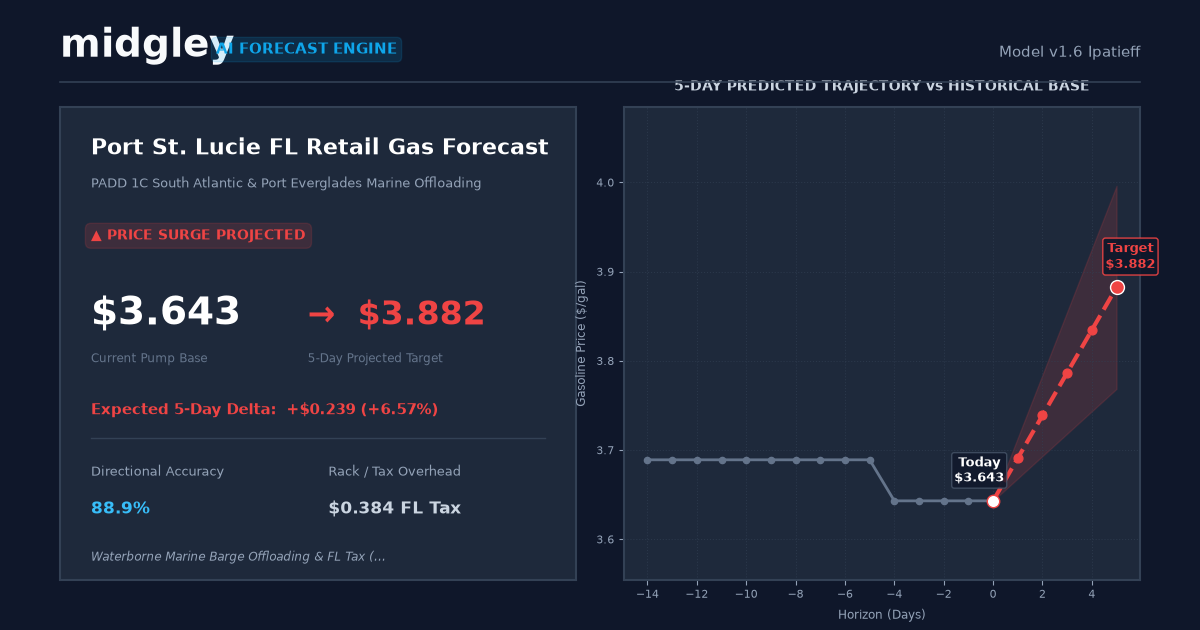 midgley
AI FORECAST ENGINE
Model v1.6 Ipatieff
Port St. Lucie FL Retail Gas Forecast
PADD 1C South Atlantic & Port Everglades Marine Offloading
▲ PRICE SURGE PROJECTED
$3.643
→ $3.882
Current Pump Base
5-Day Projected Target
Expected 5-Day Delta: +$0.239 (+6.57%)
Directional Accuracy
Rack / Tax Overhead
88.9%
$0.384 FL Tax
Waterborne Marine Barge Offloading & FL Tax (...
5-DAY PREDICTED TRAJECTORY vs HISTORICAL BASE
Gasoline Price ($/gal)
4.0
3.9
3.8
3.7
3.6
Target
$3.882
Today
$3.643
−14 −12 −10 −8 −6 −4 −2 0 2 4
Horizon (Days)